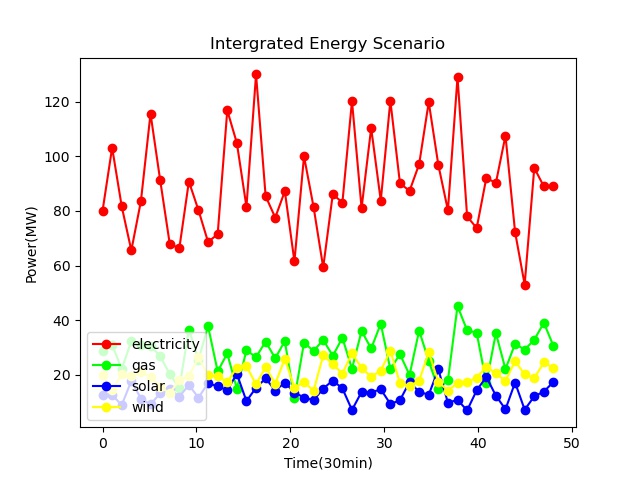 Intergrated Energy Scenario
Power(MW)
120
100
80
60
40
20
electricity
gas
solar
wind
0 10 20 30 40 50
Time(30min)